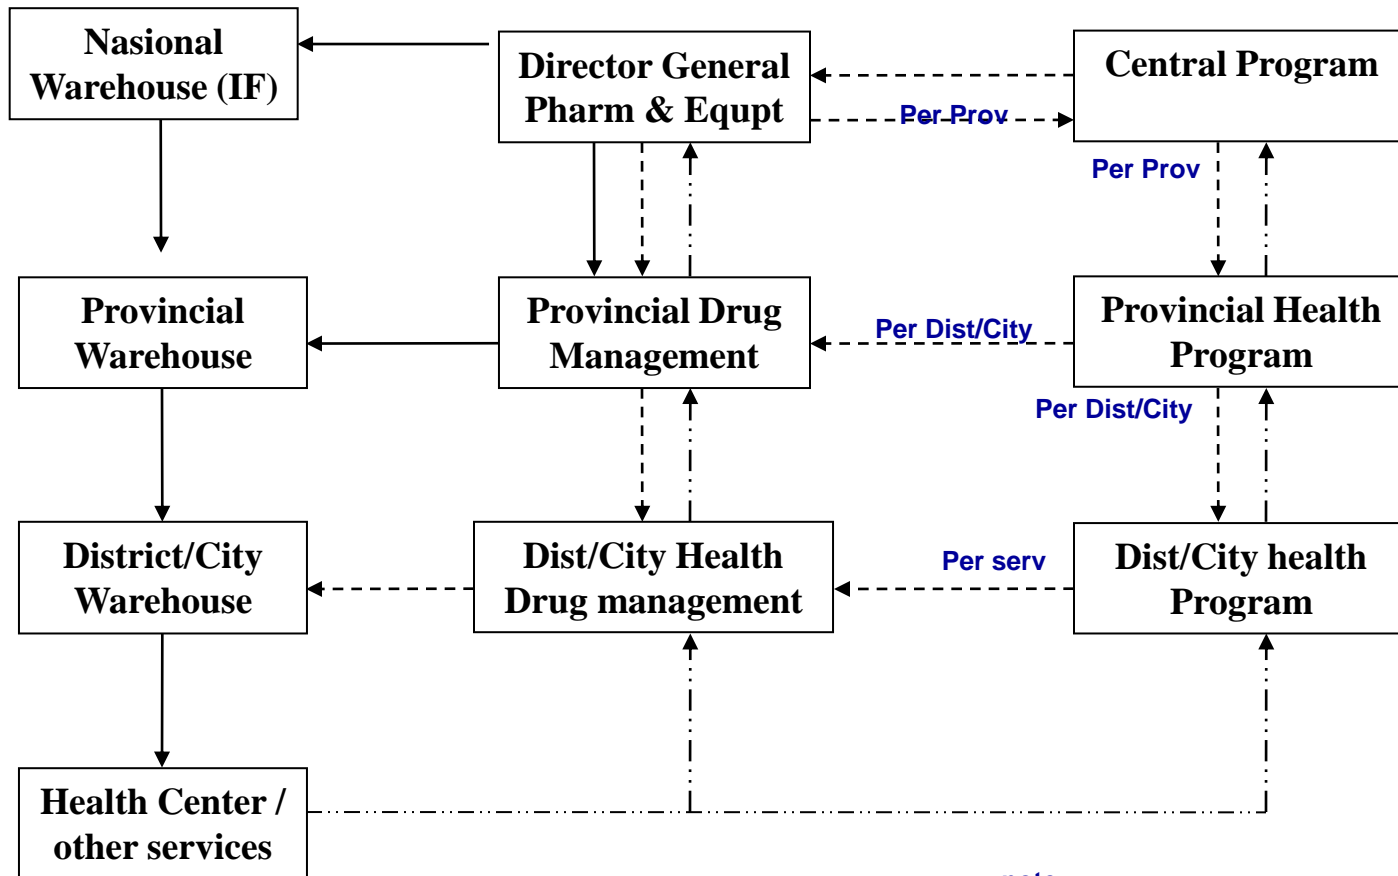 Nasional
Warehouse (IF)
Director General
Pharm & Equpt
Central Program
Per Prov
Per Prov
Provincial
Warehouse
Provincial Drug
Management
Per Dist/City
Provincial Health
Program
Per Dist/City
District/City
Warehouse
Dist/City Health
Drug management
Per serv
Dist/City health
Program
Health Center /
other services